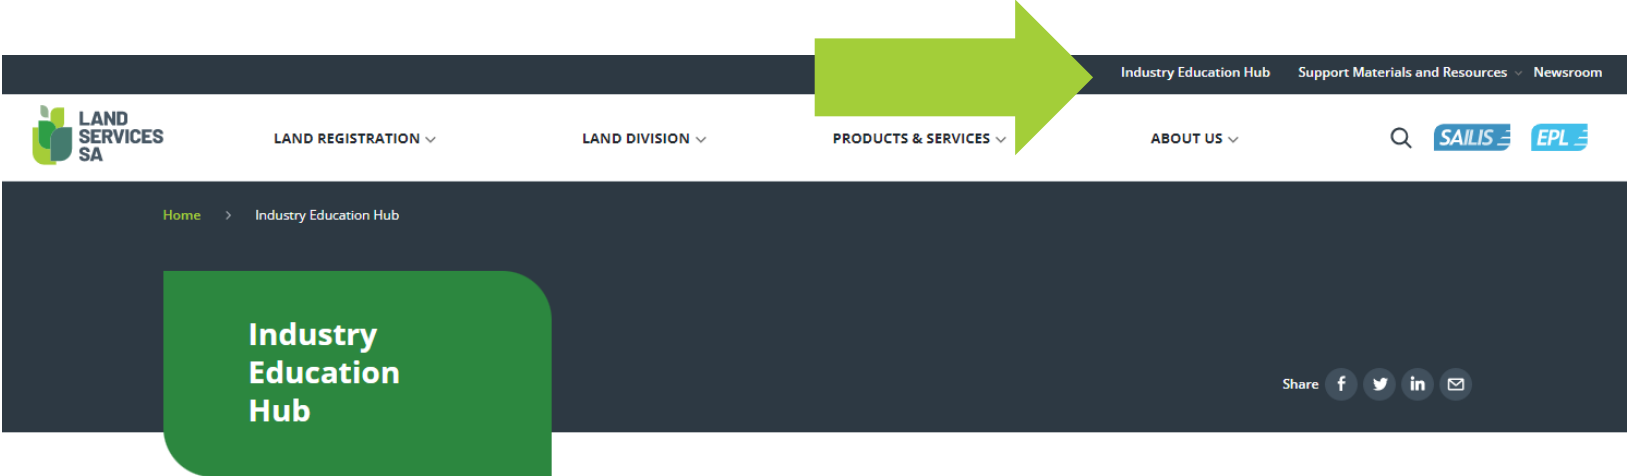 Industry Education Hub Support Materials and Resources Newsroom
LAND
SERVICES
SA
LAND REGISTRATION LAND DIVISION PRODUCTS & SERVICES ABOUT US SAILIS EPL
Home > Industry Education Hub
Industry
Education
Hub
Share